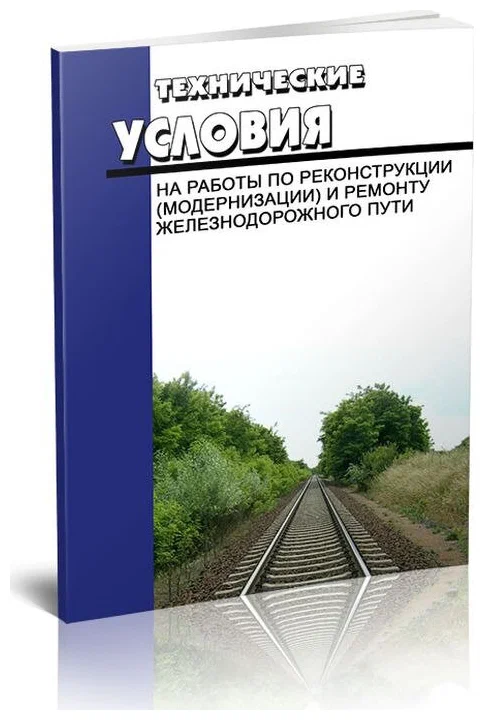 ТЕХНИЧЕСКИЕ
УСЛОВИЯ
НА РАБОТЫ ПО РЕКОНСТРУКЦИИ
(МОДЕРНИЗАЦИИ) И РЕМОНТУ
ЖЕЛЕЗНОДОРОЖНОГО ПУТИ